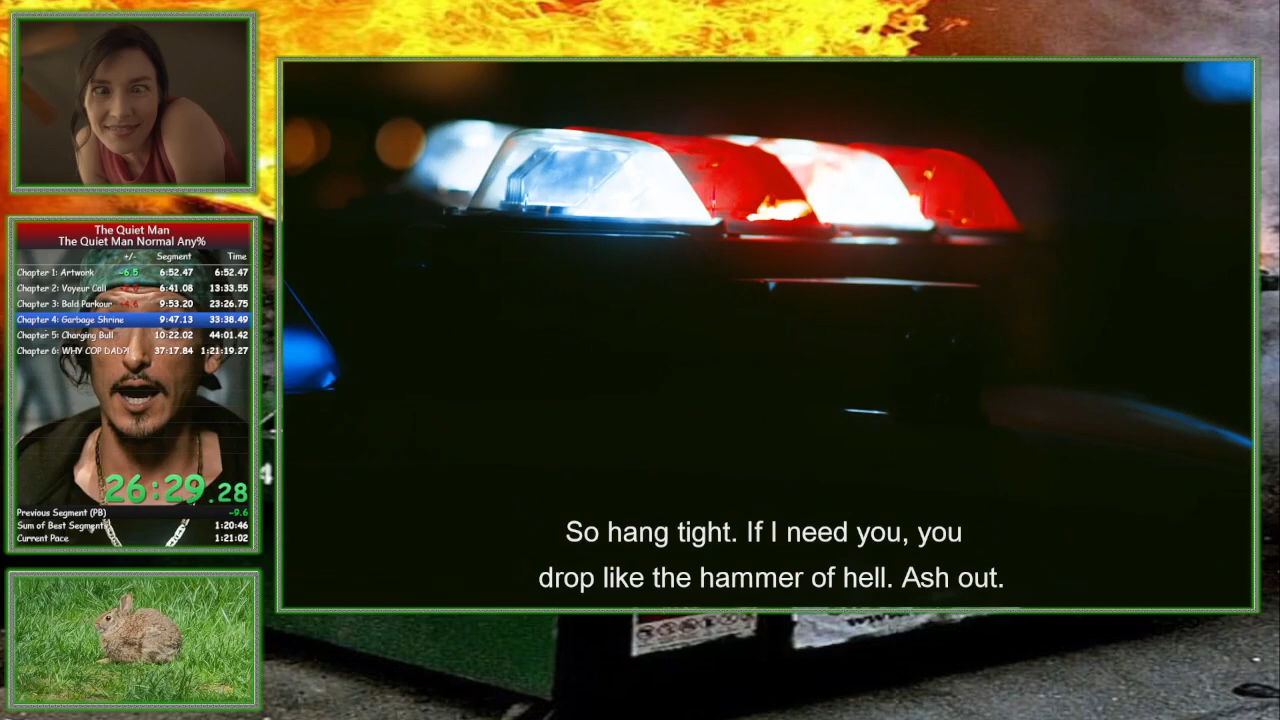 The Quiet Man
The Quiet Man Normal Any%
+/- Segment Time
Chapter 1: Artwork -6.5 6:52.47 6:52.47
Chapter 2: Voyeur Call 6:41.08 13:33.55
Chapter 3: Bald Parkour 9:53.20 23:26.75
Chapter 4: Garbage Shrine 9:47.13 33:38.49
Chapter 5: Charging Bull 10:22.02 44:01.42
Chapter 6: WHY COP DAD?! 37:17.84 1:21:19.27
26:29.28
Previous Segment (PB) -9.6
Sum of Best Segments 1:20:46
Current Pace 1:21:02
So hang tight. If I need you, you
drop like the hammer of hell. Ash out.